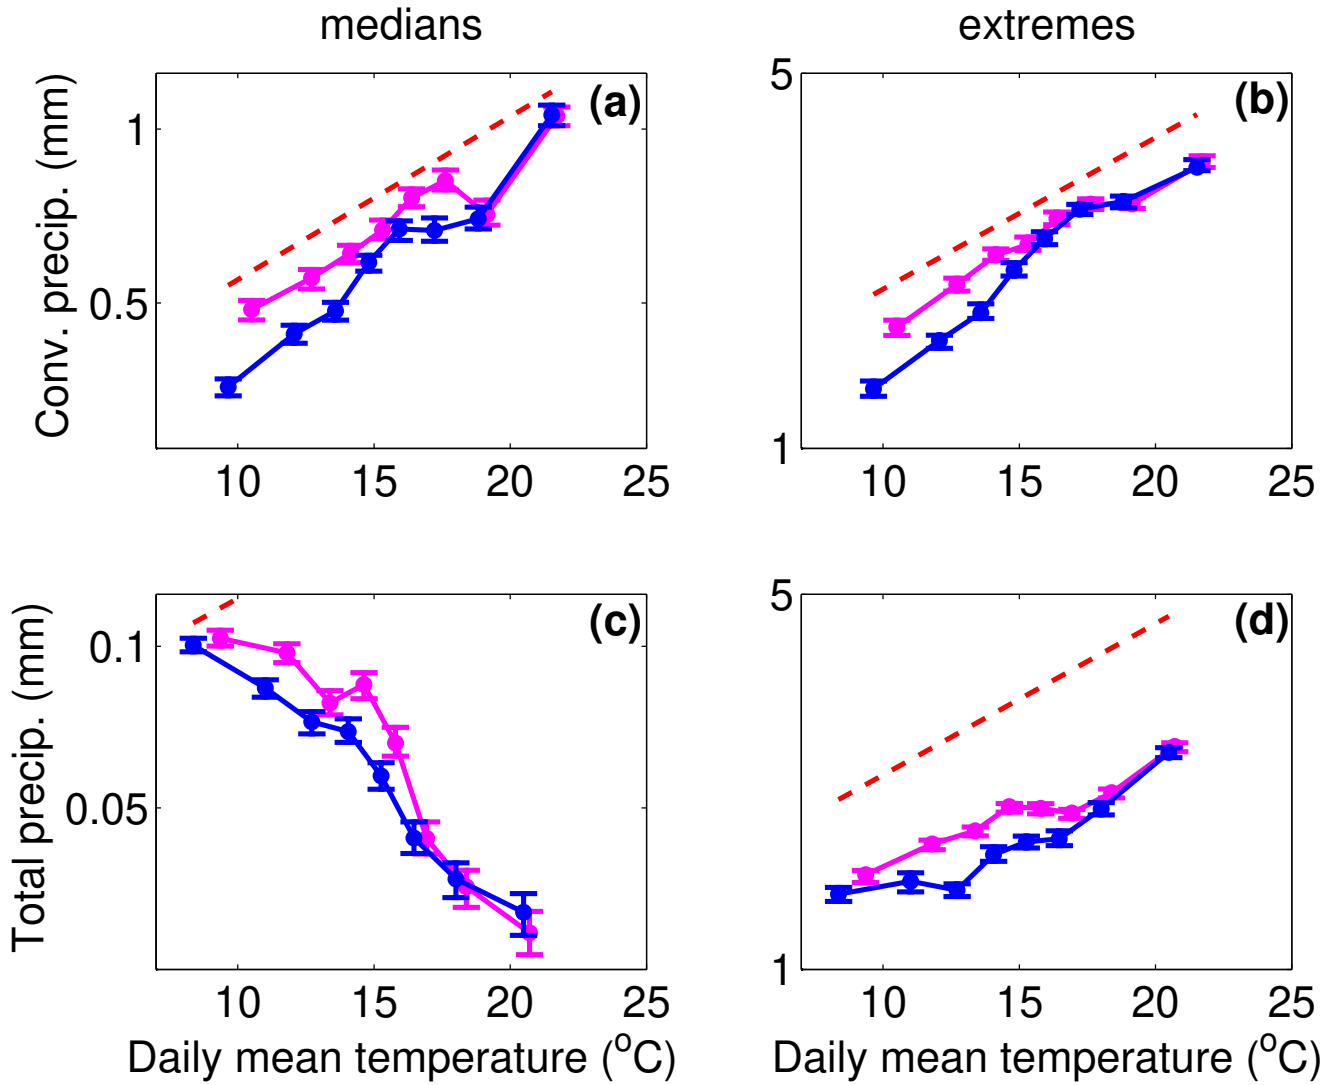 medians
extremes
Conv. precip. (mm)
1
0.5
(a)
10 15 20 25
5
1
(b)
10 15 20 25
Total precip. (mm)
0.1
0.05
(c)
10 15 20 25
Daily mean temperature (°C)
5
1
(d)
10 15 20 25
Daily mean temperature (°C)